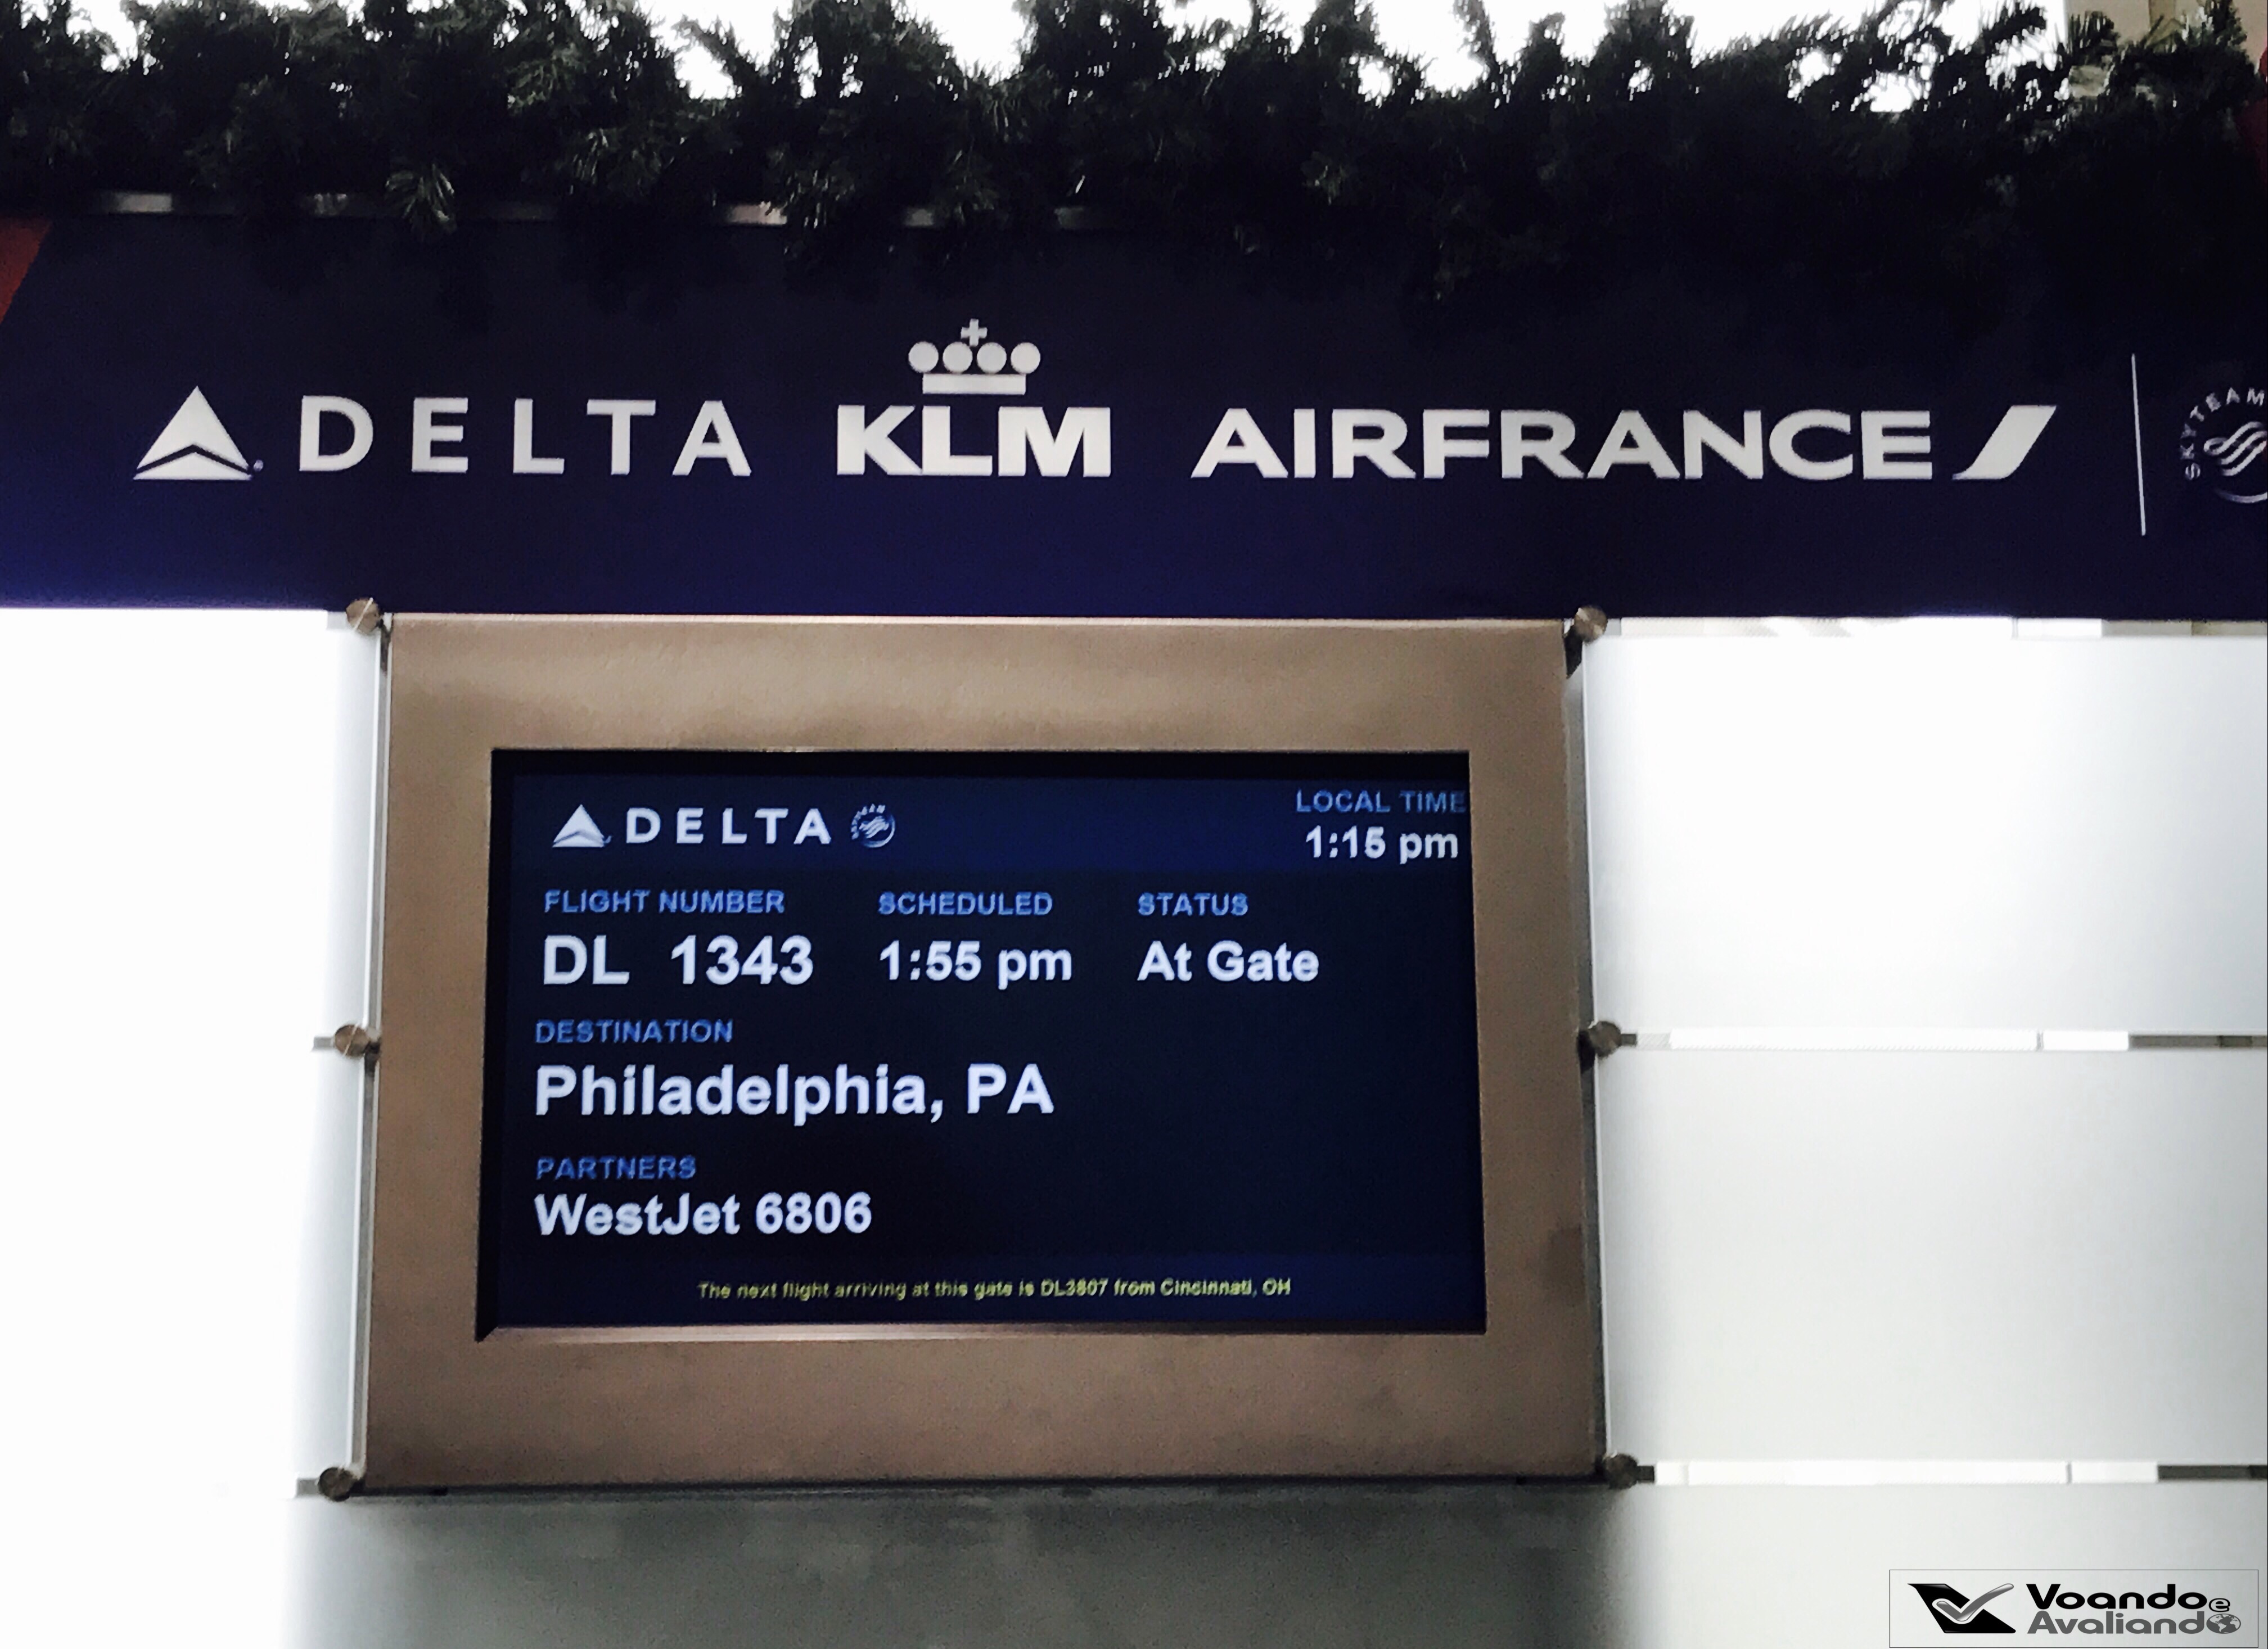 DELTA KLM AIRFRANCE SKYTEAM
DELTA
LOCAL TIME
1:15 pm
FLIGHT NUMBER SCHEDULED STATUS
DL 1343 1:55 pm At Gate
DESTINATION
Philadelphia, PA
PARTNERS
WestJet 6806
The next flight arriving at this gate is DL3807 from Cincinnati, OH
Voando e
Avaliando